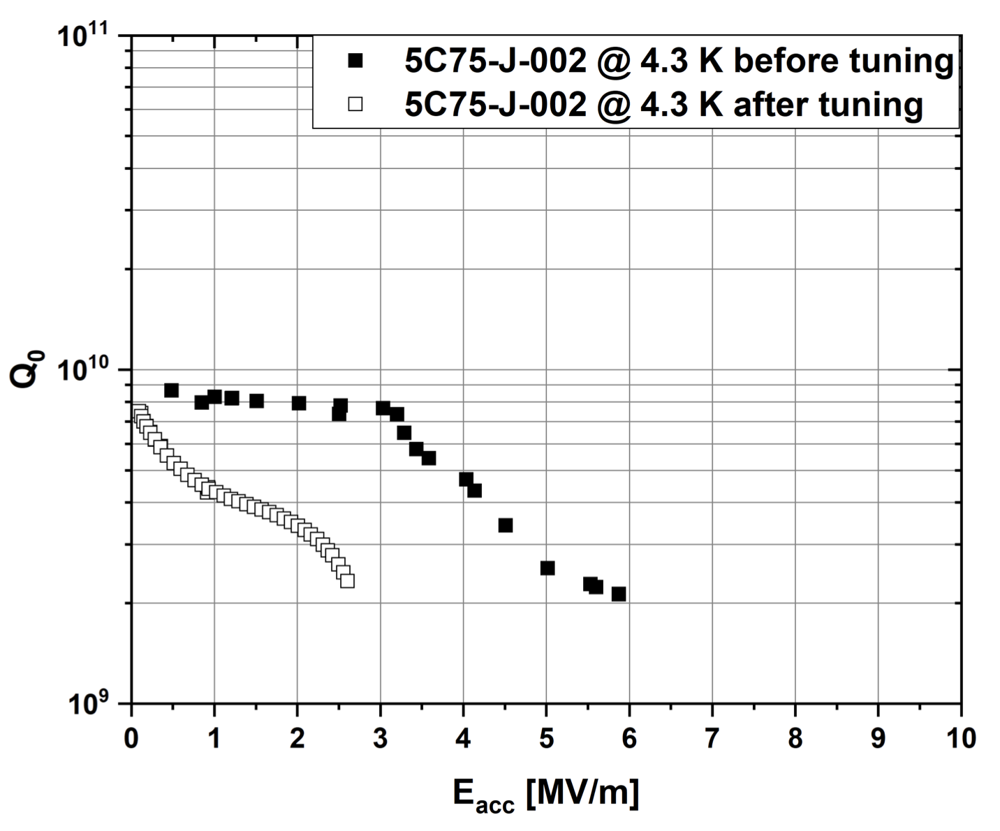 10¹¹
5C75-J-002 @ 4.3 K before tuning
5C75-J-002 @ 4.3 K after tuning
Q₀
10¹⁰
10⁹
0 1 2 3 4 5 6 7 8 9 10
Eacc [MV/m]